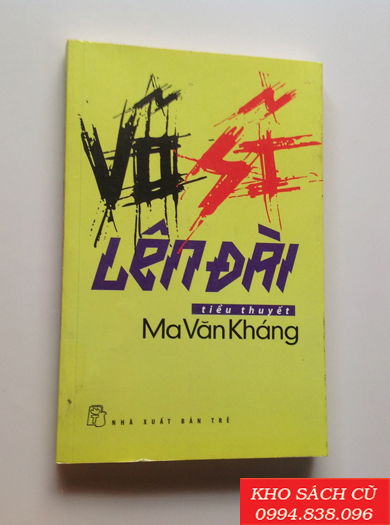 VÕ SĨ
LÊN ĐÀI
tiểu thuyết
Ma Văn Kháng
NHÀ XUẤT BẢN TRẺ
KHO SÁCH CŨ
0994.838.096